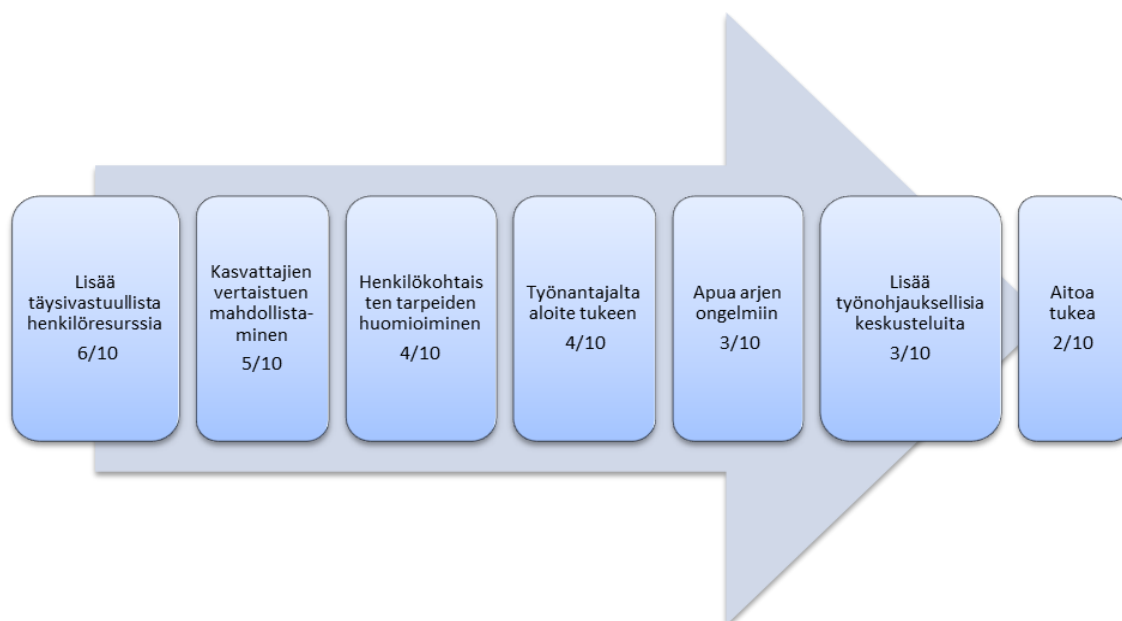 Lisää
täysivastuullista
henkilöresurssia
6/10
Kasvattajien
vertaistuen
mahdollista-
minen
5/10
Henkilökohtais
ten tarpeiden
huomioiminen
4/10
Työnantajalta
aloite tukeen
4/10
Apua arjen
ongelmiin
3/10
Lisää
työnohjauksellisia
keskusteluita
3/10
Aitoa
tukea
2/10